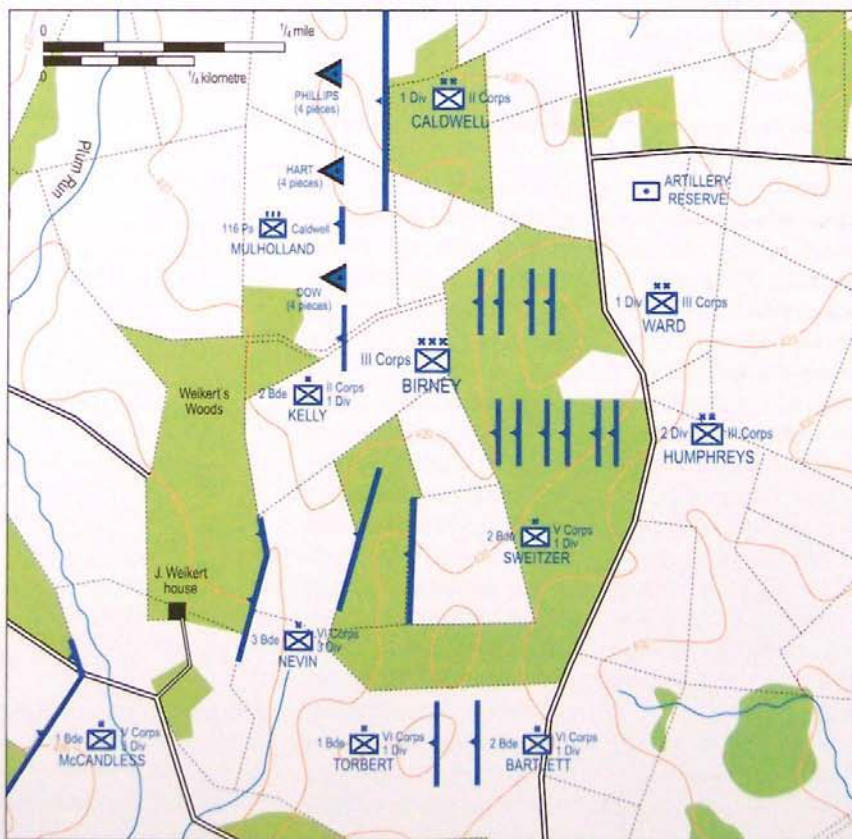 0 1/4 mile
0 1/4 kilometre
PHILLIPS
(4 pieces)
1 Div II Corps
CALDWELL
Plum Run
HART
(4 pieces)
ARTILLERY
RESERVE
116 Pa Caldwell
MULHOLLAND
DOW
(4 pieces)
1 Div III Corps
WARD
III Corps
BIRNEY
Weikert's
Woods
2 Bde II Corps
1 Div
KELLY
2 Div III Corps
HUMPHREYS
2 Bde V Corps
1 Div
SWEITZER
J. Weikert
house
3 Bde VI Corps
3 Div
NEVIN
1 Bde V Corps
3 Div
McCANDLESS
1 Bde VI Corps
1 Div
TORBERT
2 Bde VI Corps
1 Div
BARTLETT
420
420